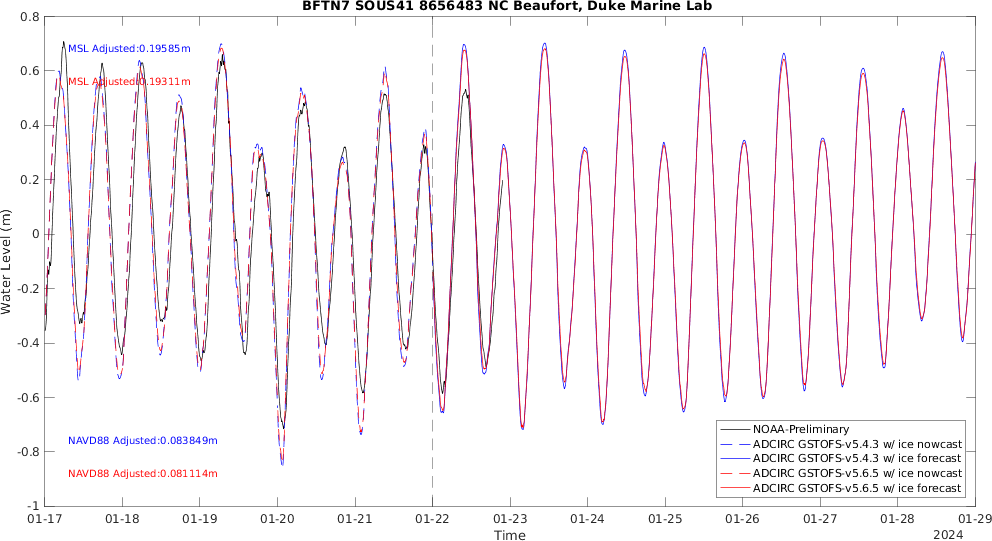 BFTN7 SOUS41 8656483 NC Beaufort, Duke Marine Lab
0.8
0.6
0.4
0.2
0
-0.2
-0.4
-0.6
-0.8
-1
Water Level (m)
MSL Adjusted:0.19585m
MSL Adjusted:0.19311m
NAVD88 Adjusted:0.083849m
NAVD88 Adjusted:0.081114m
NOAA-Preliminary
ADCIRC GSTOFS-v5.4.3 w/ ice nowcast
ADCIRC GSTOFS-v5.4.3 w/ ice forecast
ADCIRC GSTOFS-v5.6.5 w/ ice nowcast
ADCIRC GSTOFS-v5.6.5 w/ ice forecast
01-17 01-18 01-19 01-20 01-21 01-22 01-23 01-24 01-25 01-26 01-27 01-28 01-29
Time
2024